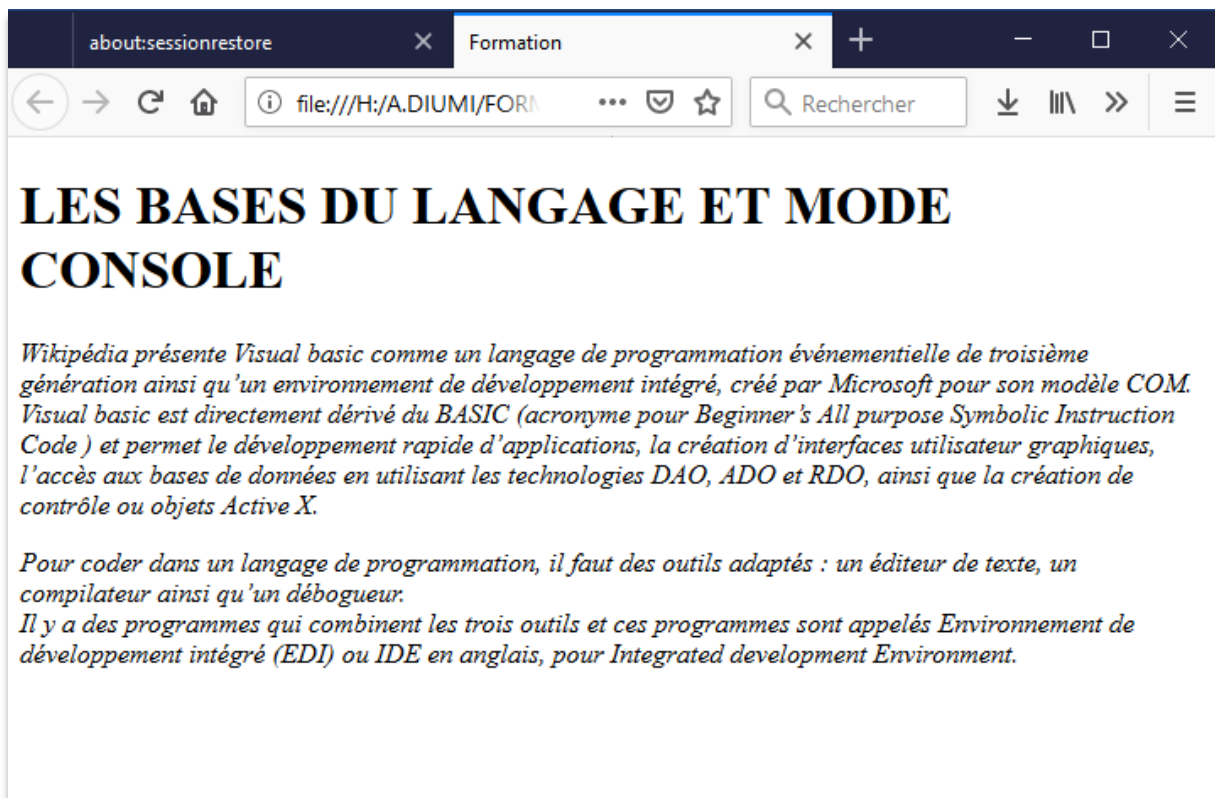 about:sessionrestore
Formation
file:///H:/A.DIUMI/FORM
Rechercher
LES BASES DU LANGAGE ET MODE
CONSOLE
Wikipédia présente Visual basic comme un langage de programmation événementielle de troisième
génération ainsi qu’un environnement de développement intégré, créé par Microsoft pour son modèle COM.
Visual basic est directement dérivé du BASIC (acronyme pour Beginner’s All purpose Symbolic Instruction
Code ) et permet le développement rapide d’applications, la création d’interfaces utilisateur graphiques,
l’accès aux bases de données en utilisant les technologies DAO, ADO et RDO, ainsi que la création de
contrôle ou objets Active X.
Pour coder dans un langage de programmation, il faut des outils adaptés : un éditeur de texte, un
compilateur ainsi qu’un débogueur.
Il y a des programmes qui combinent les trois outils et ces programmes sont appelés Environnement de
développement intégré (EDI) ou IDE en anglais, pour Integrated development Environment.